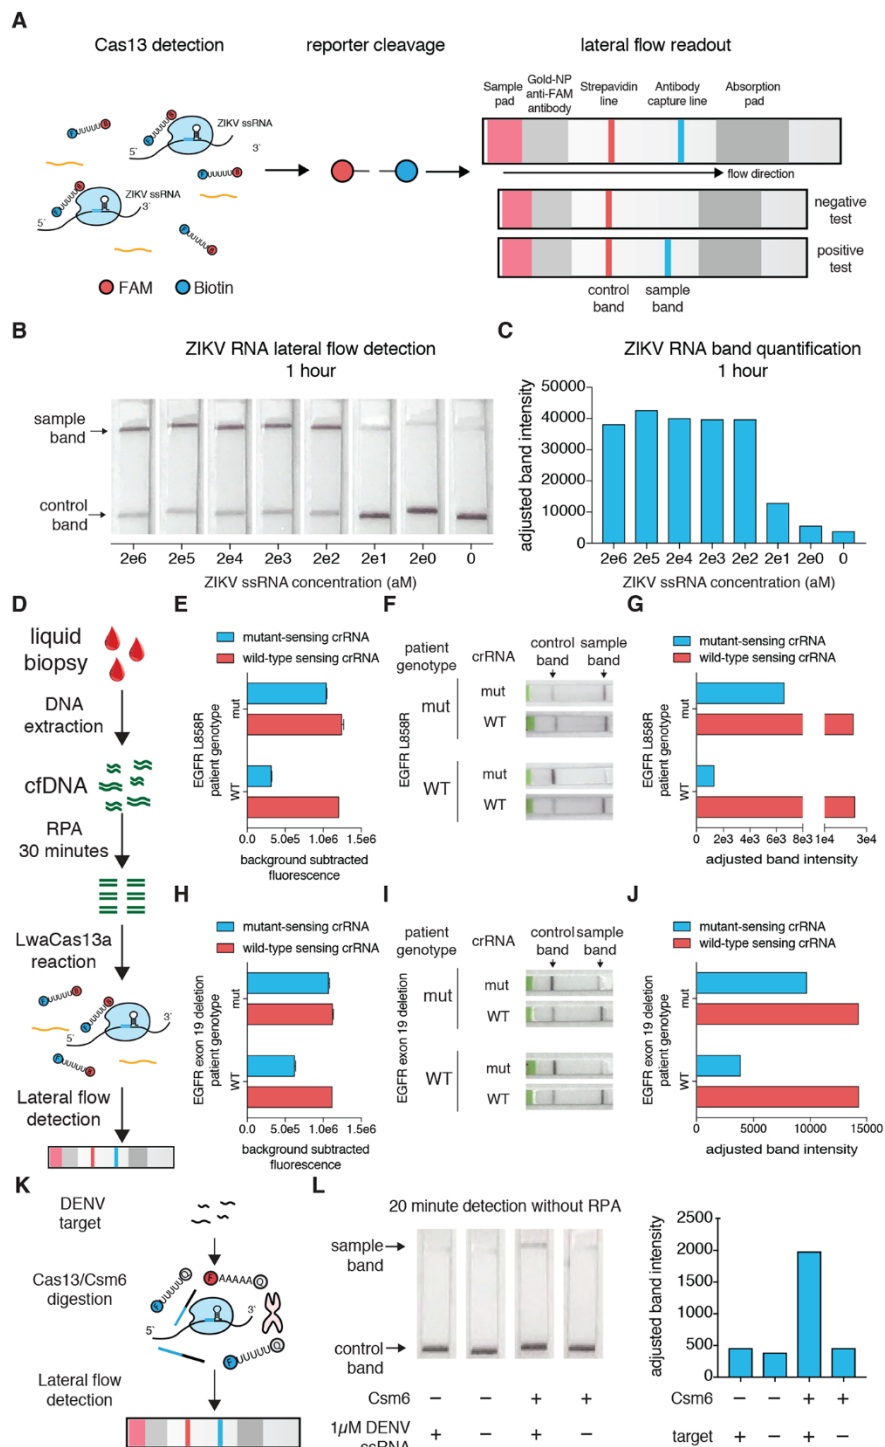 A
Cas13 detection
reporter cleavage
lateral flow readout
Sample pad
Gold-NP anti-FAM antibody
Strepavidin line
Antibody capture line
Absorption pad
ZIKV ssRNA
5`
3`
UUUUU
flow direction
ZIKV ssRNA
5`
3`
UUUUU
negative test
positive test
FAM
Biotin
control band
sample band
B
ZIKV RNA lateral flow detection
1 hour
sample band
control band
2e6 2e5 2e4 2e3 2e2 2e1 2e0 0
ZIKV ssRNA concentration (aM)
C
ZIKV RNA band quantification
1 hour
adjusted band intensity
50000
40000
30000
20000
10000
0
2e6 2e5 2e4 2e3 2e2 2e1 2e0 0
ZIKV ssRNA concentration (aM)
D
liquid biopsy
DNA extraction
cfDNA
RPA
30 minutes
LwaCas13a reaction
5`
3`
UUUUU
Lateral flow detection
E
mutant-sensing crRNA
wild-type sensing crRNA
EGFR L858R
patient genotype
mut
WT
0.0 5.0e5 1.0e6 1.5e6
background subtracted
fluorescence
F
patient genotype
crRNA
control band
sample band
EGFR L858R
mut
mut
WT
WT
mut
WT
G
mutant-sensing crRNA
wild-type sensing crRNA
EGFR L858R
patient genotype
mut
WT
0 2e3 4e3 6e3 8e3 1e4 3e4
adjusted band intensity
H
mutant-sensing crRNA
wild-type sensing crRNA
EGFR exon 19 deletion
patient genotype
mut
WT
0.0 5.0e5 1.0e6 1.5e6
background subtracted
fluorescence
I
patient genotype
crRNA
control band
sample band
EGFR exon 19 deletion
mut
mut
WT
WT
mut
WT
J
mutant-sensing crRNA
wild-type sensing crRNA
EGFR exon 19 deletion
patient genotype
mut
WT
0 5000 10000 15000
adjusted band intensity
K
DENV target
Cas13/Csm6 digestion
UUUUU Q
F AAAAA Q
5`
3`
F UUUUU Q
Lateral flow detection
L
20 minute detection without RPA
sample band
control band
Csm6 − − + +
1µM DENV ssRNA + − + −
adjusted band intensity
2500
2000
1500
1000
500
0
Csm6 − − + +
target + − + −